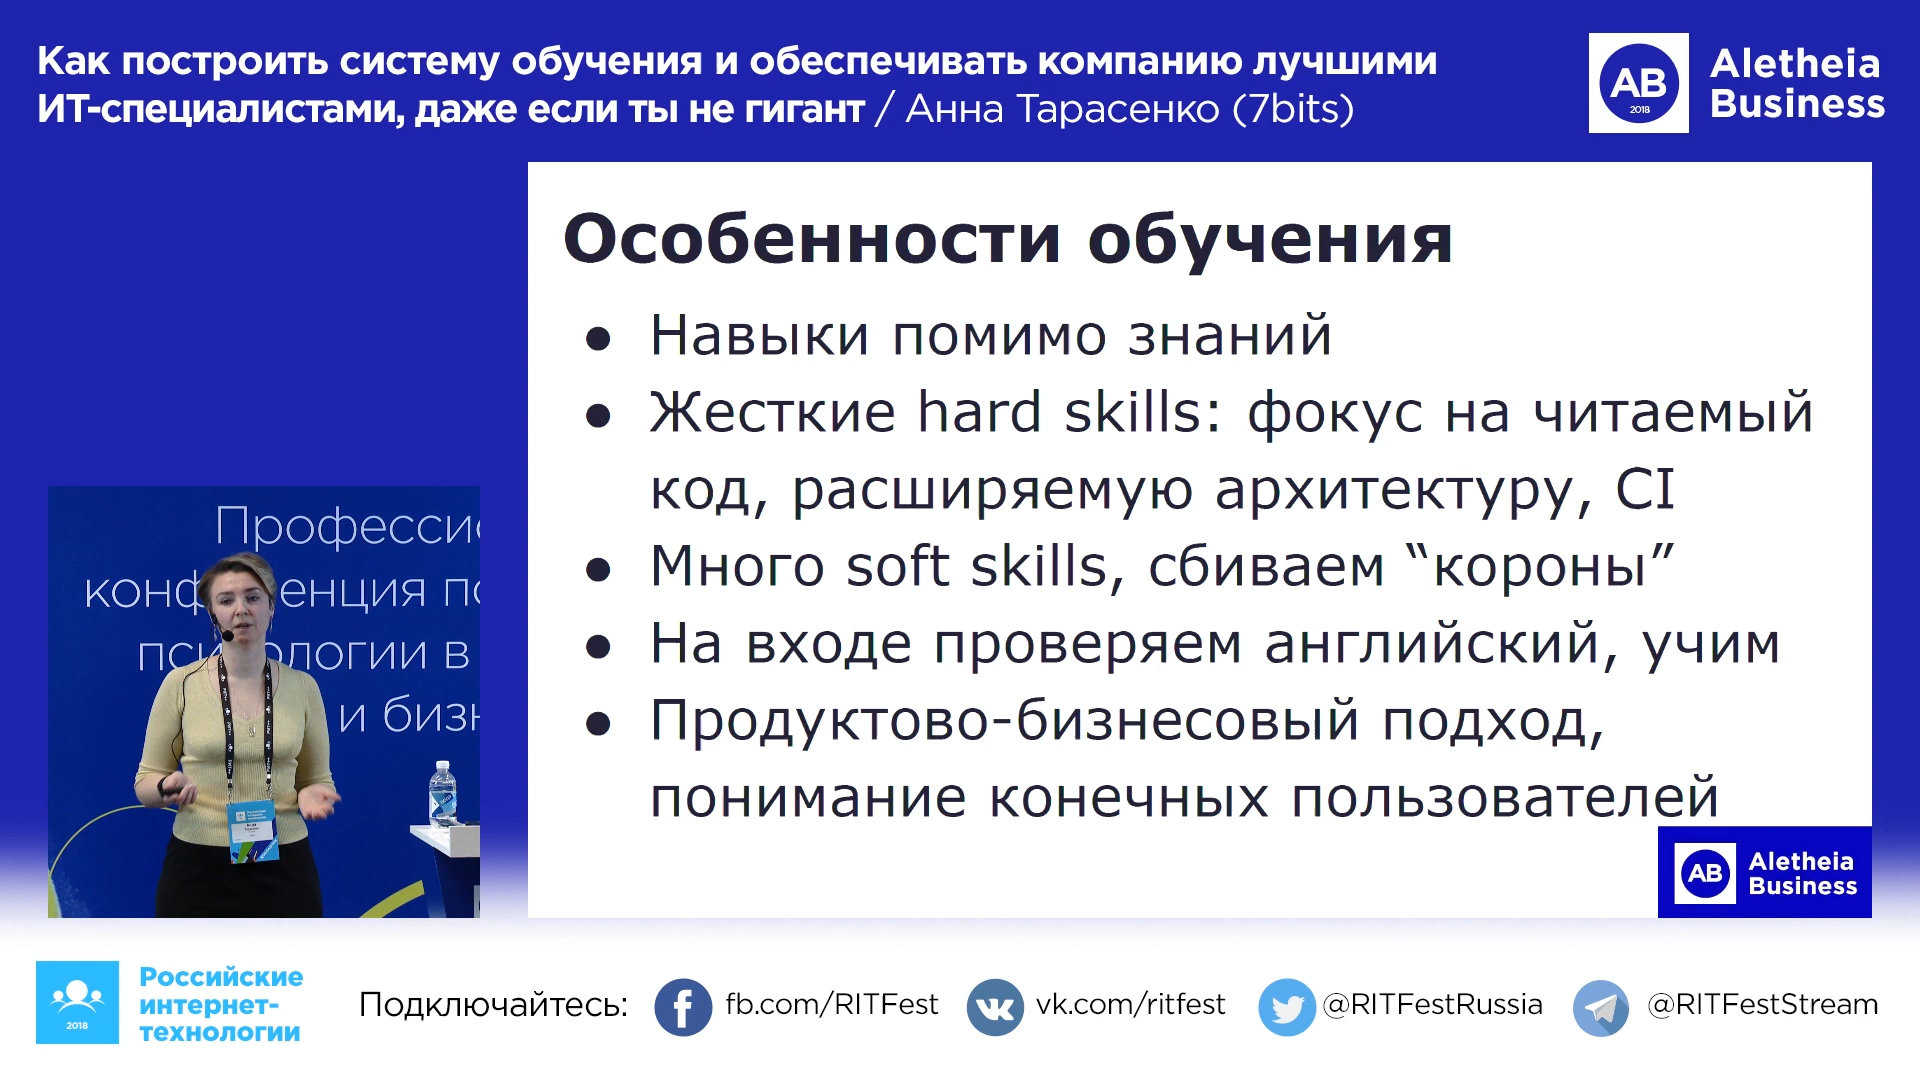 Как построить систему обучения и обеспечивать компанию лучшими
ИТ-специалистами, даже если ты не гигант / Анна Тарасенко (7bits)
AB
2018
Aletheia
Business
Особенности обучения
● Навыки помимо знаний
● Жесткие hard skills: фокус на читаемый
код, расширяемую архитектуру, CI
● Много soft skills, сбиваем “короны”
● На входе проверяем английский, учим
● Продуктово-бизнесовый подход,
понимание конечных пользователей
AB
Aletheia
Business
Профессио
конф енция по
пси ологии в
и бизн
2018
Российские
интернет-
технологии
Подключайтесь:
fb.com/RITFest
vk.com/ritfest
@RITFestRussia
@RITFestStream